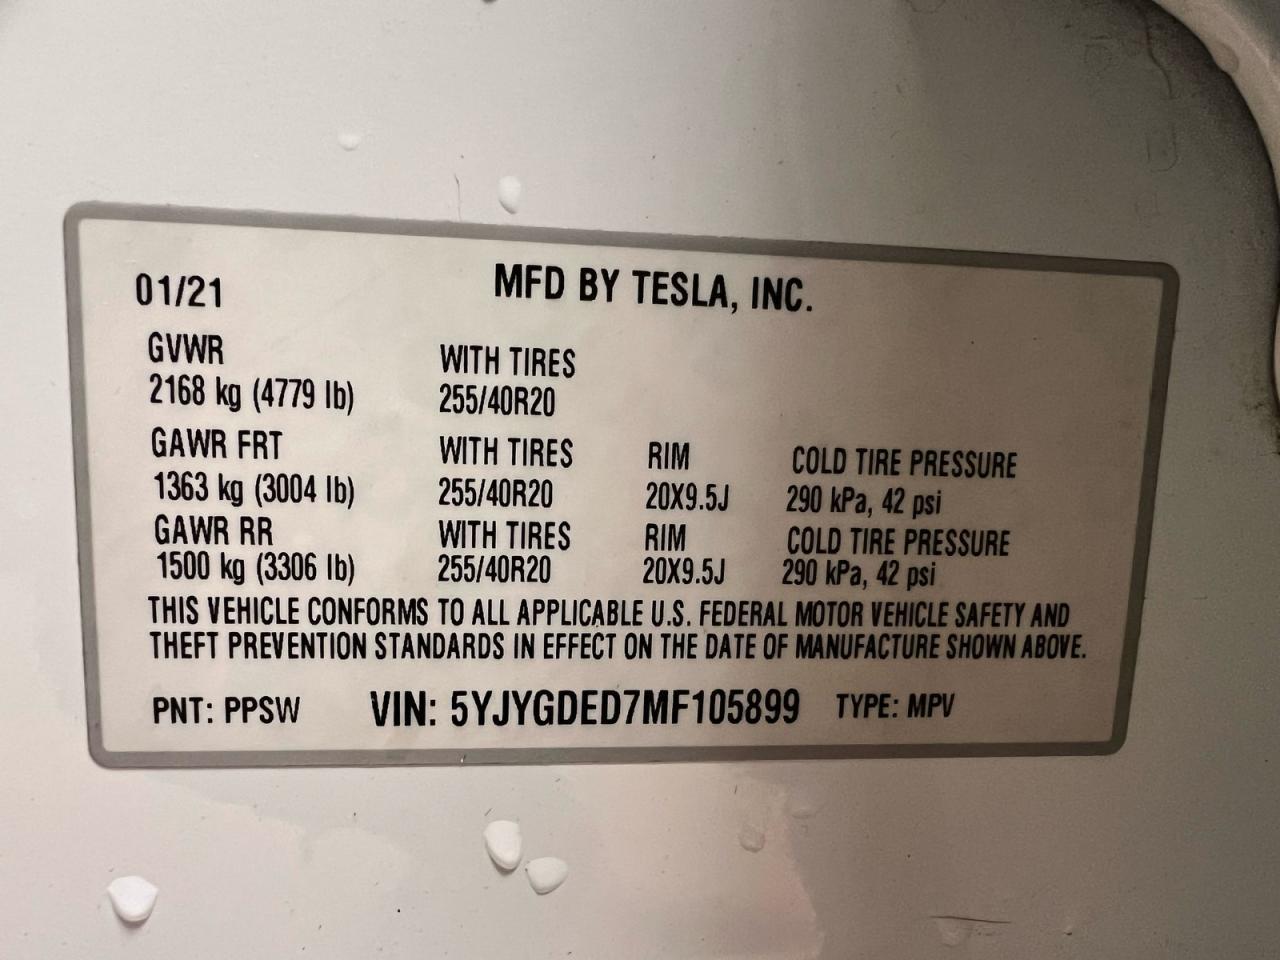 01/21 MFD BY TESLA, INC.
GVWR WITH TIRES
2168 kg (4779 lb) 255/40R20
GAWR FRT WITH TIRES RIM COLD TIRE PRESSURE
1363 kg (3004 lb) 255/40R20 20X9.5J 290 kPa, 42 psi
GAWR RR WITH TIRES RIM COLD TIRE PRESSURE
1500 kg (3306 lb) 255/40R20 20X9.5J 290 kPa, 42 psi
THIS VEHICLE CONFORMS TO ALL APPLICABLE U.S. FEDERAL MOTOR VEHICLE SAFETY AND
THEFT PREVENTION STANDARDS IN EFFECT ON THE DATE OF MANUFACTURE SHOWN ABOVE.
PNT: PPSW VIN: 5YJYGDED7MF105899 TYPE: MPV